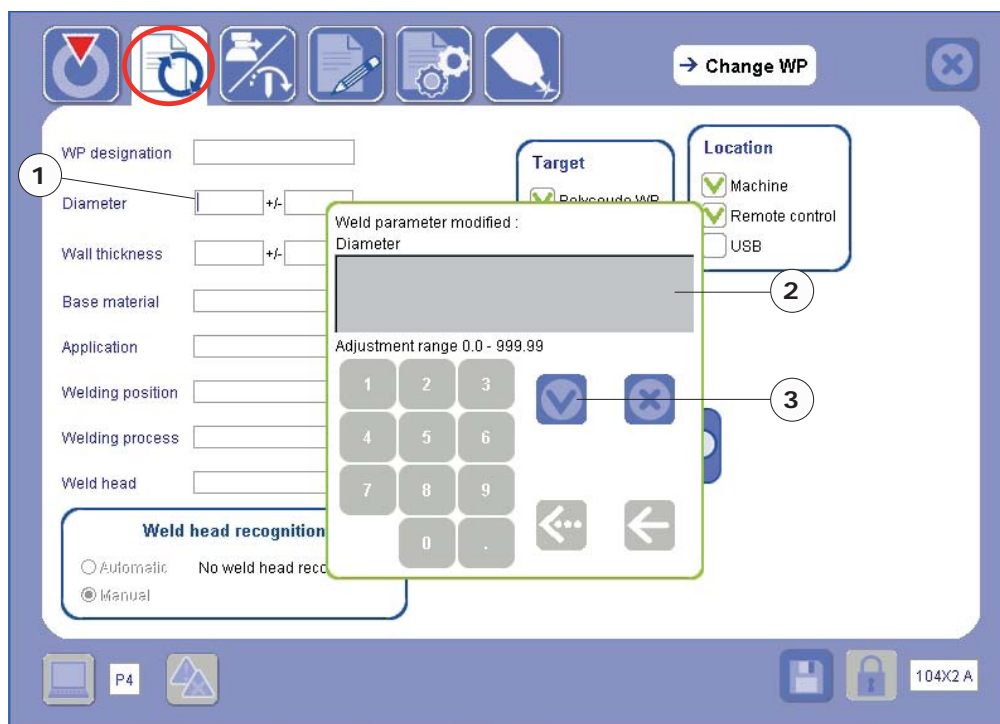 → Change WP
WP designation
1
Diameter +/-
Wall thickness +/-
Base material
Application
Welding position
Welding process
Weld head
Weld head recognition
Automatic No weld head reco
Manual
Target
Polysoude WP
Location
Machine
Remote control
USB
Weld parameter modified :
Diameter
2
Adjustment range 0.0 - 999.99
1 2 3
3
4 5 6
7 8 9
0 .
P4
104X2 A